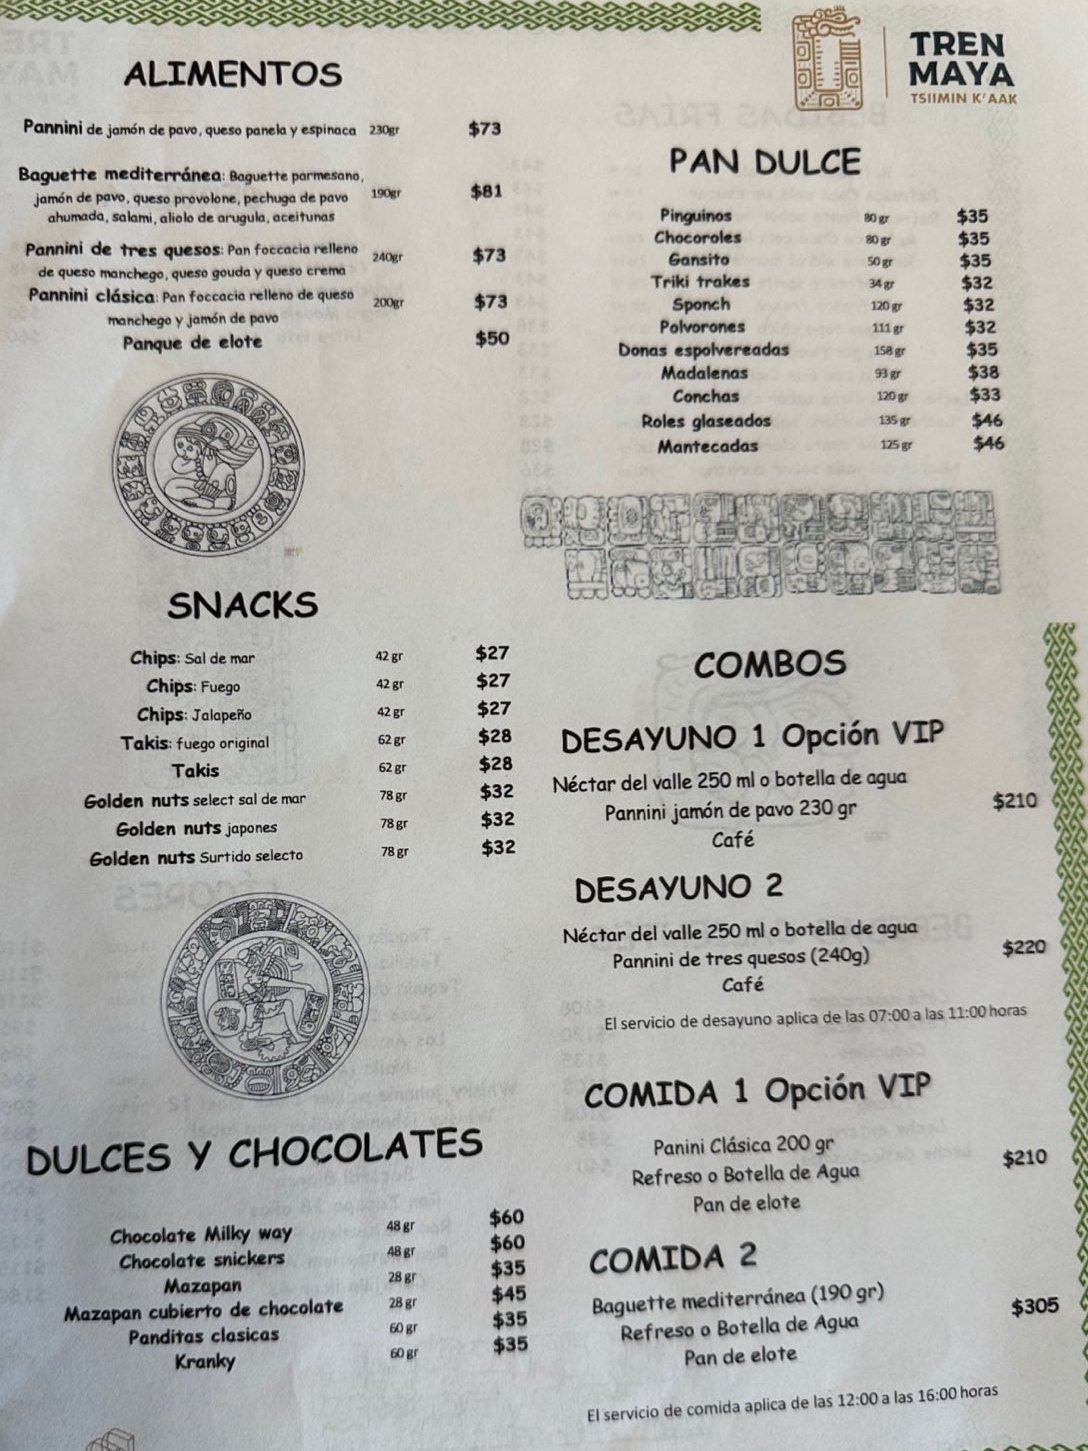 TREN
MAYA
TSIIMIN K'AAK
ALIMENTOS
Pannini de jamón de pavo, queso panela y espinaca 230gr $73
Baguette mediterránea: Baguette parmesano,
jamón de pavo, queso provolone, pechuga de pavo 190gr $81
ahumada, salami, aliolo de arugula, aceitunas
Pannini de tres quesos: Pan foccacia relleno 240gr $73
de queso manchego, queso gouda y queso crema
Pannini clásica: Pan foccacia relleno de queso 200gr $73
manchego y jamón de pavo
Panque de elote $50
SNACKS
Chips: Sal de mar 42 gr $27
Chips: Fuego 42 gr $27
Chips: Jalapeño 42 gr $27
Takis: fuego original 62 gr $28
Takis 62 gr $28
Golden nuts select sal de mar 78 gr $32
Golden nuts japones 78 gr $32
Golden nuts Surtido selecto 78 gr $32
DULCES Y CHOCOLATES
Chocolate Milky way 48 gr $60
Chocolate snickers 48 gr $60
Mazapan 28 gr $35
Mazapan cubierto de chocolate 28 gr $45
Panditas clasicas 60 gr $35
Kranky 60 gr $35
PAN DULCE
Pinguinos 80 gr $35
Chocoroles 80 gr $35
Gansito 50 gr $35
Triki trakes 34 gr $32
Sponch 120 gr $32
Polvorones 111 gr $32
Donas espolvereadas 158 gr $35
Madalenas 93 gr $38
Conchas 120 gr $33
Roles glaseados 135 gr $46
Mantecadas 125 gr $46
COMBOS
DESAYUNO 1 Opción VIP
Néctar del valle 250 ml o botella de agua
Pannini jamón de pavo 230 gr $210
Café
DESAYUNO 2
Néctar del valle 250 ml o botella de agua
Pannini de tres quesos (240g) $220
Café
El servicio de desayuno aplica de las 07:00 a las 11:00 horas
COMIDA 1 Opción VIP
Panini Clásica 200 gr
Refreso o Botella de Agua $210
Pan de elote
COMIDA 2
Baguette mediterránea (190 gr)
Refreso o Botella de Agua $305
Pan de elote
El servicio de comida aplica de las 12:00 a las 16:00 horas